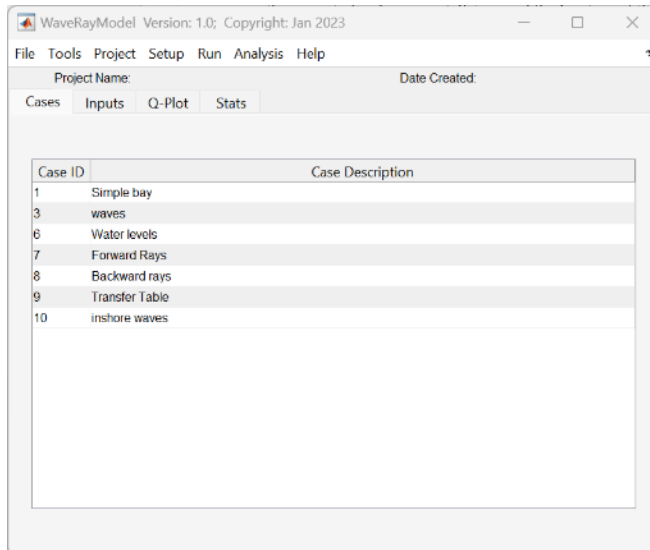 WaveRayModel Version: 1.0; Copyright: Jan 2023
File Tools Project Setup Run Analysis Help
Project Name: Date Created:
Cases Inputs Q-Plot Stats
Case ID Case Description
1 Simple bay
3 waves
6 Water levels
7 Forward Rays
8 Backward rays
9 Transfer Table
10 inshore waves